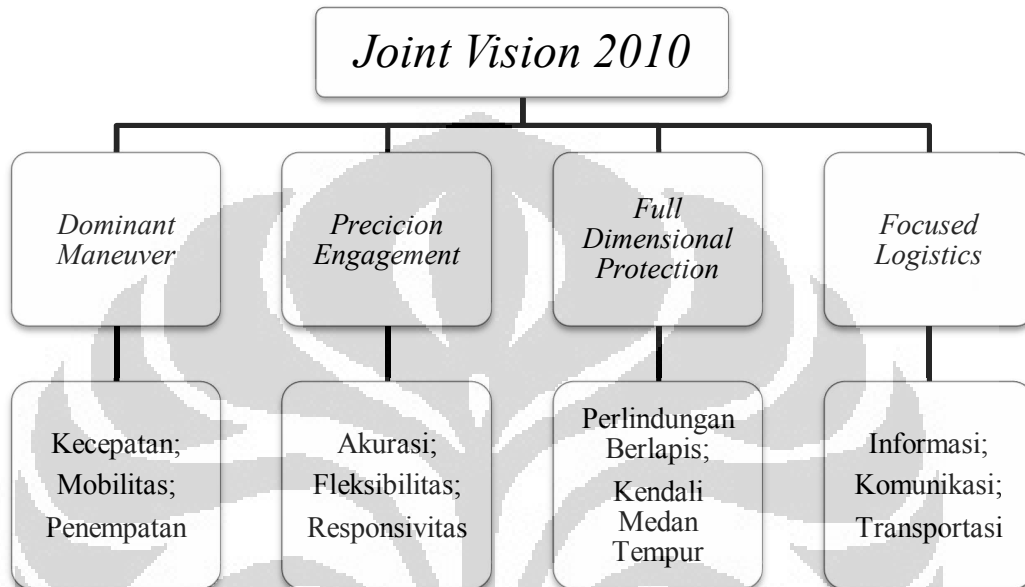 Joint Vision 2010
Dominant
Maneuver
Precicion
Engagement
Full
Dimensional
Protection
Focused
Logistics
Kecepatan;
Mobilitas;
Penempatan
Akurasi;
Fleksibilitas;
Responsivitas
Perlindungan
Berlapis;
Kendali
Medan
Tempur
Informasi;
Komunikasi;
Transportasi